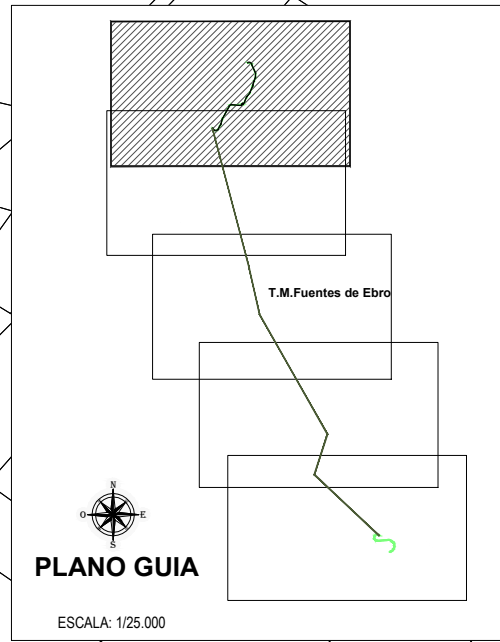 T.M.Fuentes de Ebro
N
O
E
S
PLANO GUIA
ESCALA: 1/25.000